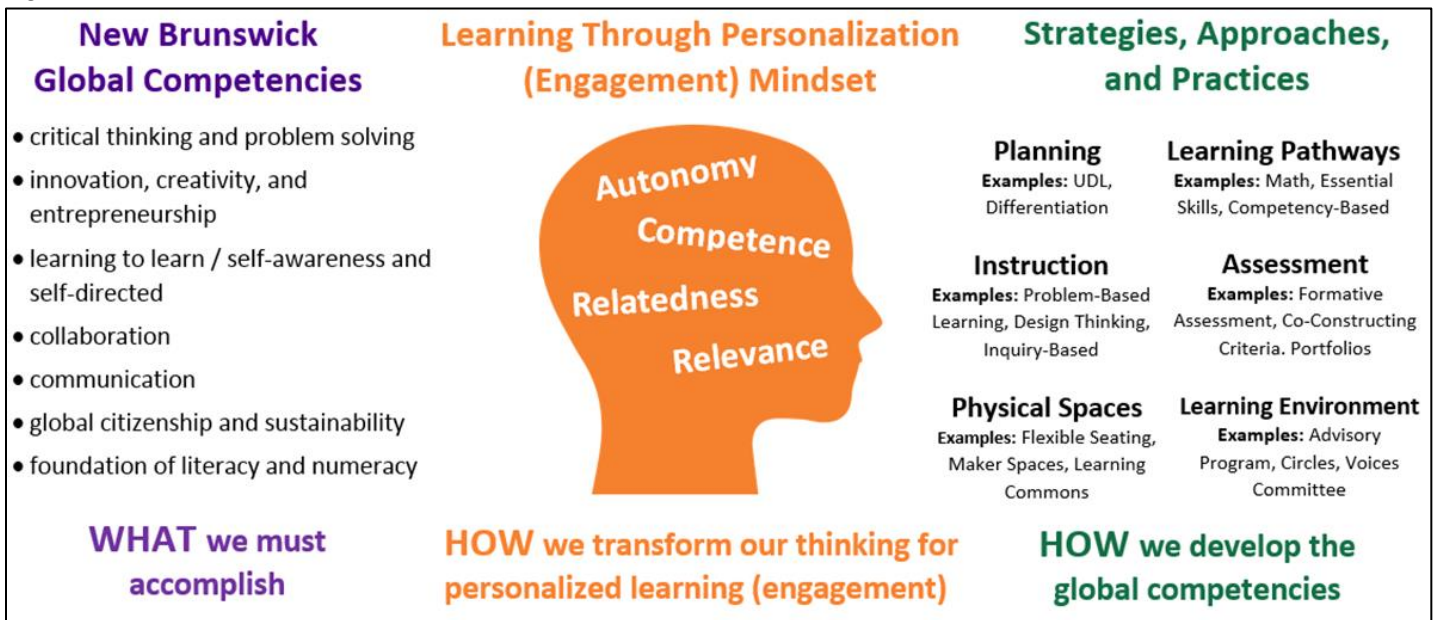 New Brunswick
Global Competencies
• critical thinking and problem solving
• innovation, creativity, and
entrepreneurship
• learning to learn / self-awareness and
self-directed
• collaboration
• communication
• global citizenship and sustainability
• foundation of literacy and numeracy
WHAT we must
accomplish
Learning Through Personalization
(Engagement) Mindset
Autonomy
Competence
Relatedness
Relevance
HOW we transform our thinking for
personalized learning (engagement)
Strategies, Approaches,
and Practices
Planning
Examples: UDL,
Differentiation
Learning Pathways
Examples: Math, Essential
Skills, Competency-Based
Instruction
Examples: Problem-Based
Learning, Design Thinking,
Inquiry-Based
Assessment
Examples: Formative
Assessment, Co-Constructing
Criteria. Portfolios
Physical Spaces
Examples: Flexible Seating,
Maker Spaces, Learning
Commons
Learning Environment
Examples: Advisory
Program, Circles, Voices
Committee
HOW we develop the
global competencies